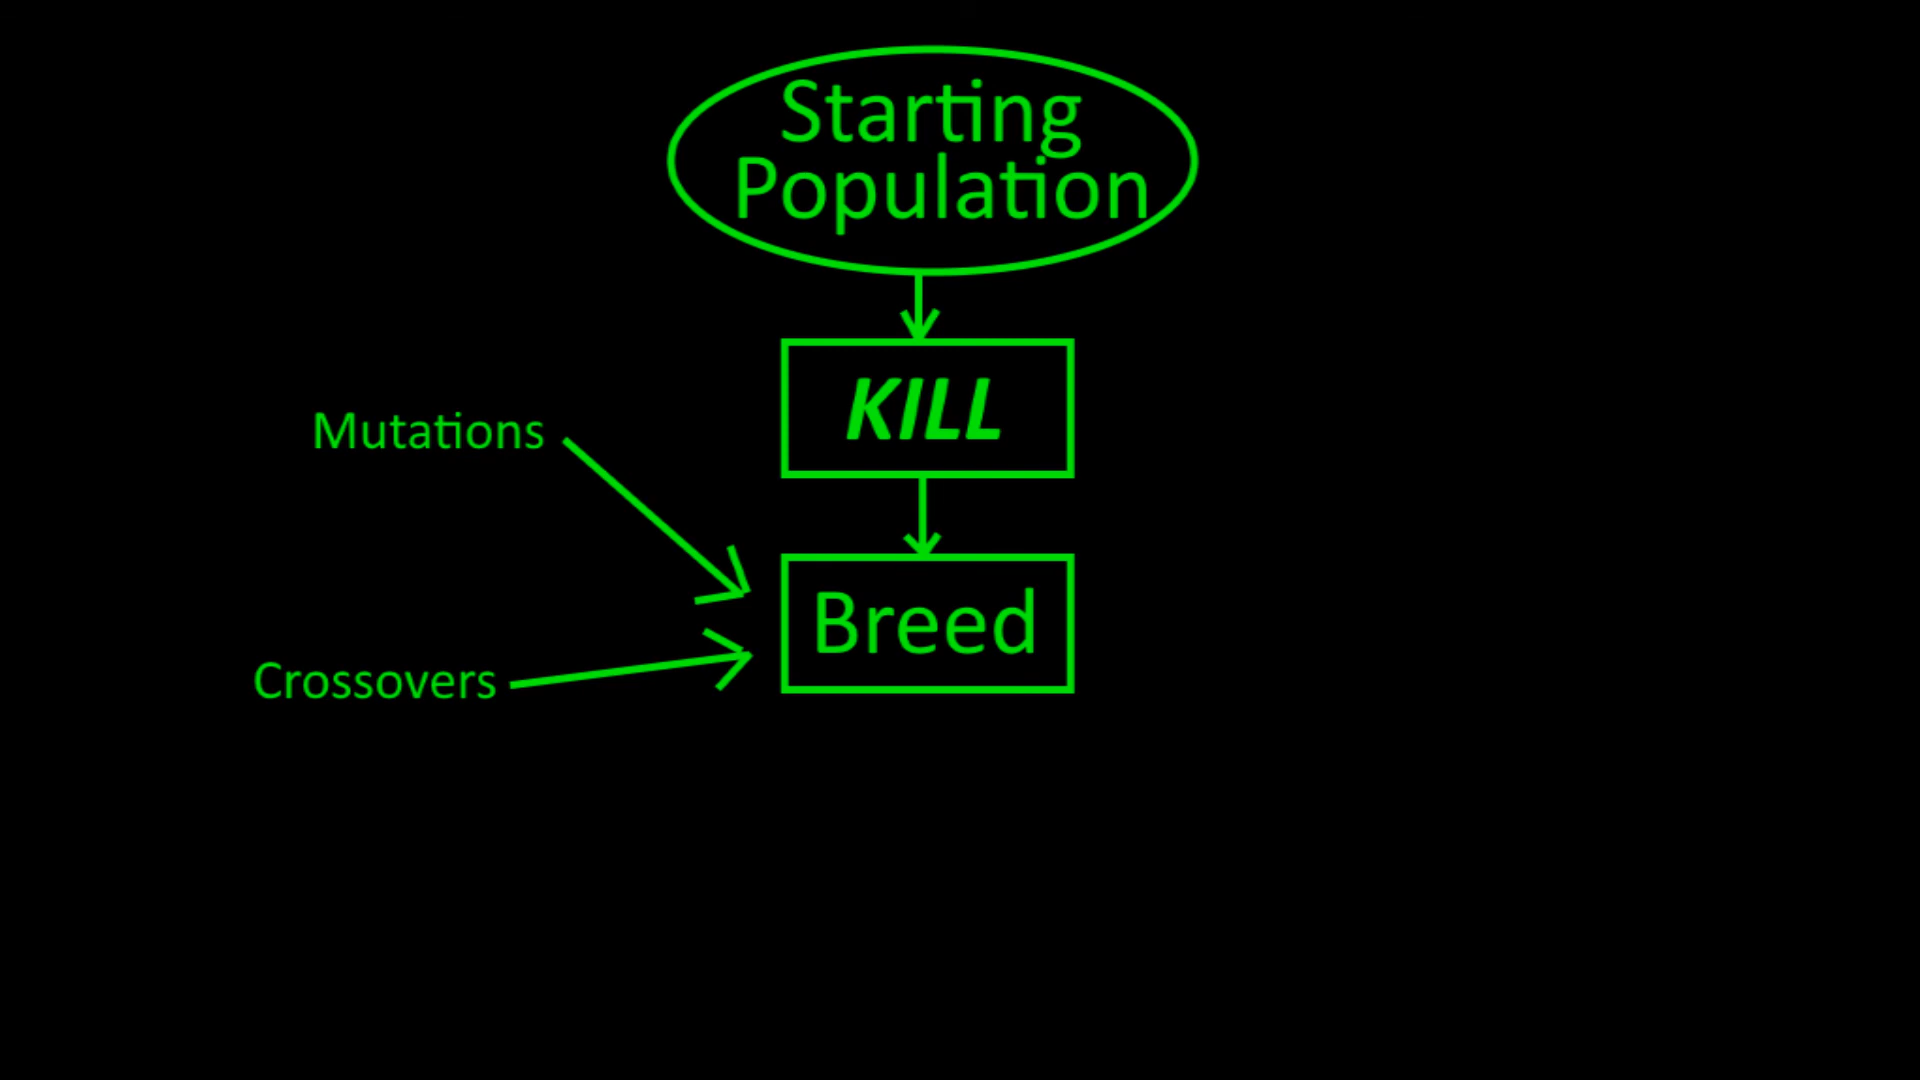 Starting
Population
KILL
Mutations
Breed
Crossovers